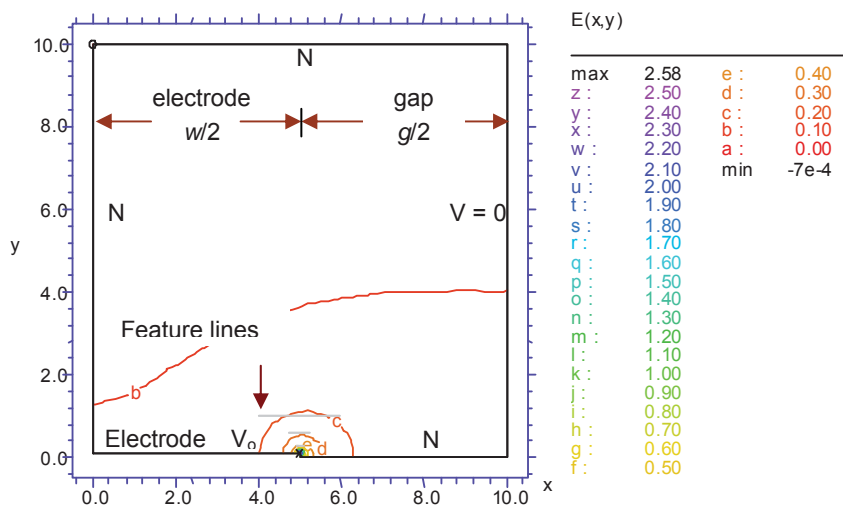 E(x,y)
10.0
N
electrode
gap
w/2
g/2
8.0
6.0
N
V = 0
y
4.0
Feature lines
2.0
b
c
Electrode
Vo
e
d
N
0.0
x
x
0.0
2.0
4.0
6.0
8.0
10.0
max 2.58
z : 2.50
y : 2.40
x : 2.30
w : 2.20
v : 2.10
u : 2.00
t : 1.90
s : 1.80
r : 1.70
q : 1.60
p : 1.50
o : 1.40
n : 1.30
m : 1.20
l : 1.10
k : 1.00
j : 0.90
i : 0.80
h : 0.70
g : 0.60
f : 0.50
e : 0.40
d : 0.30
c : 0.20
b : 0.10
a : 0.00
min -7e-4